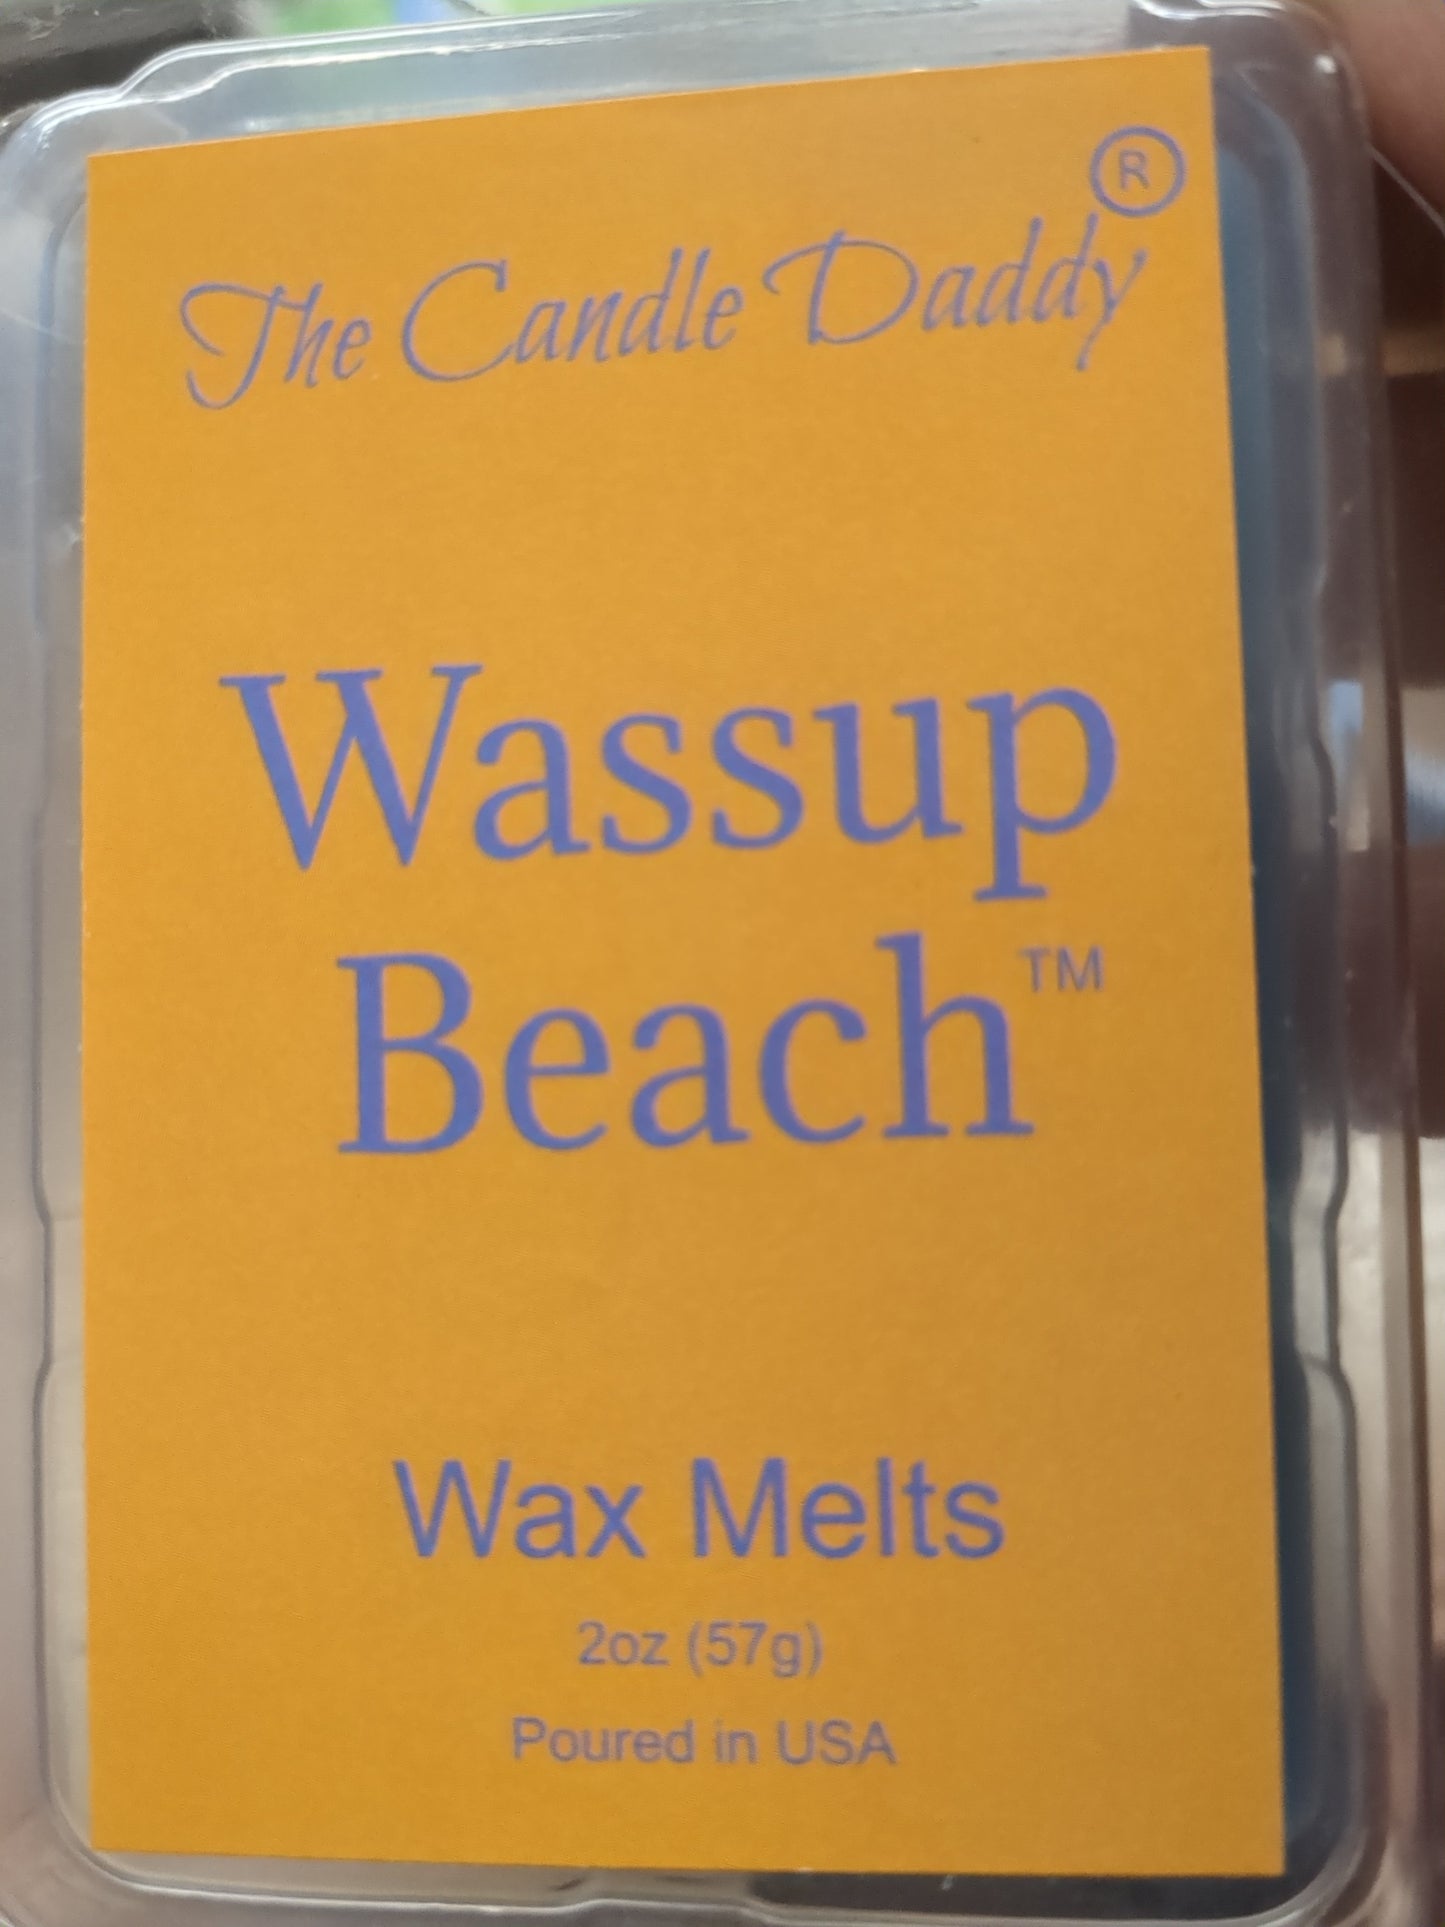 The Candle Daddy®
Wassup
Beach™
Wax Melts
2oz (57g)
Poured in USA